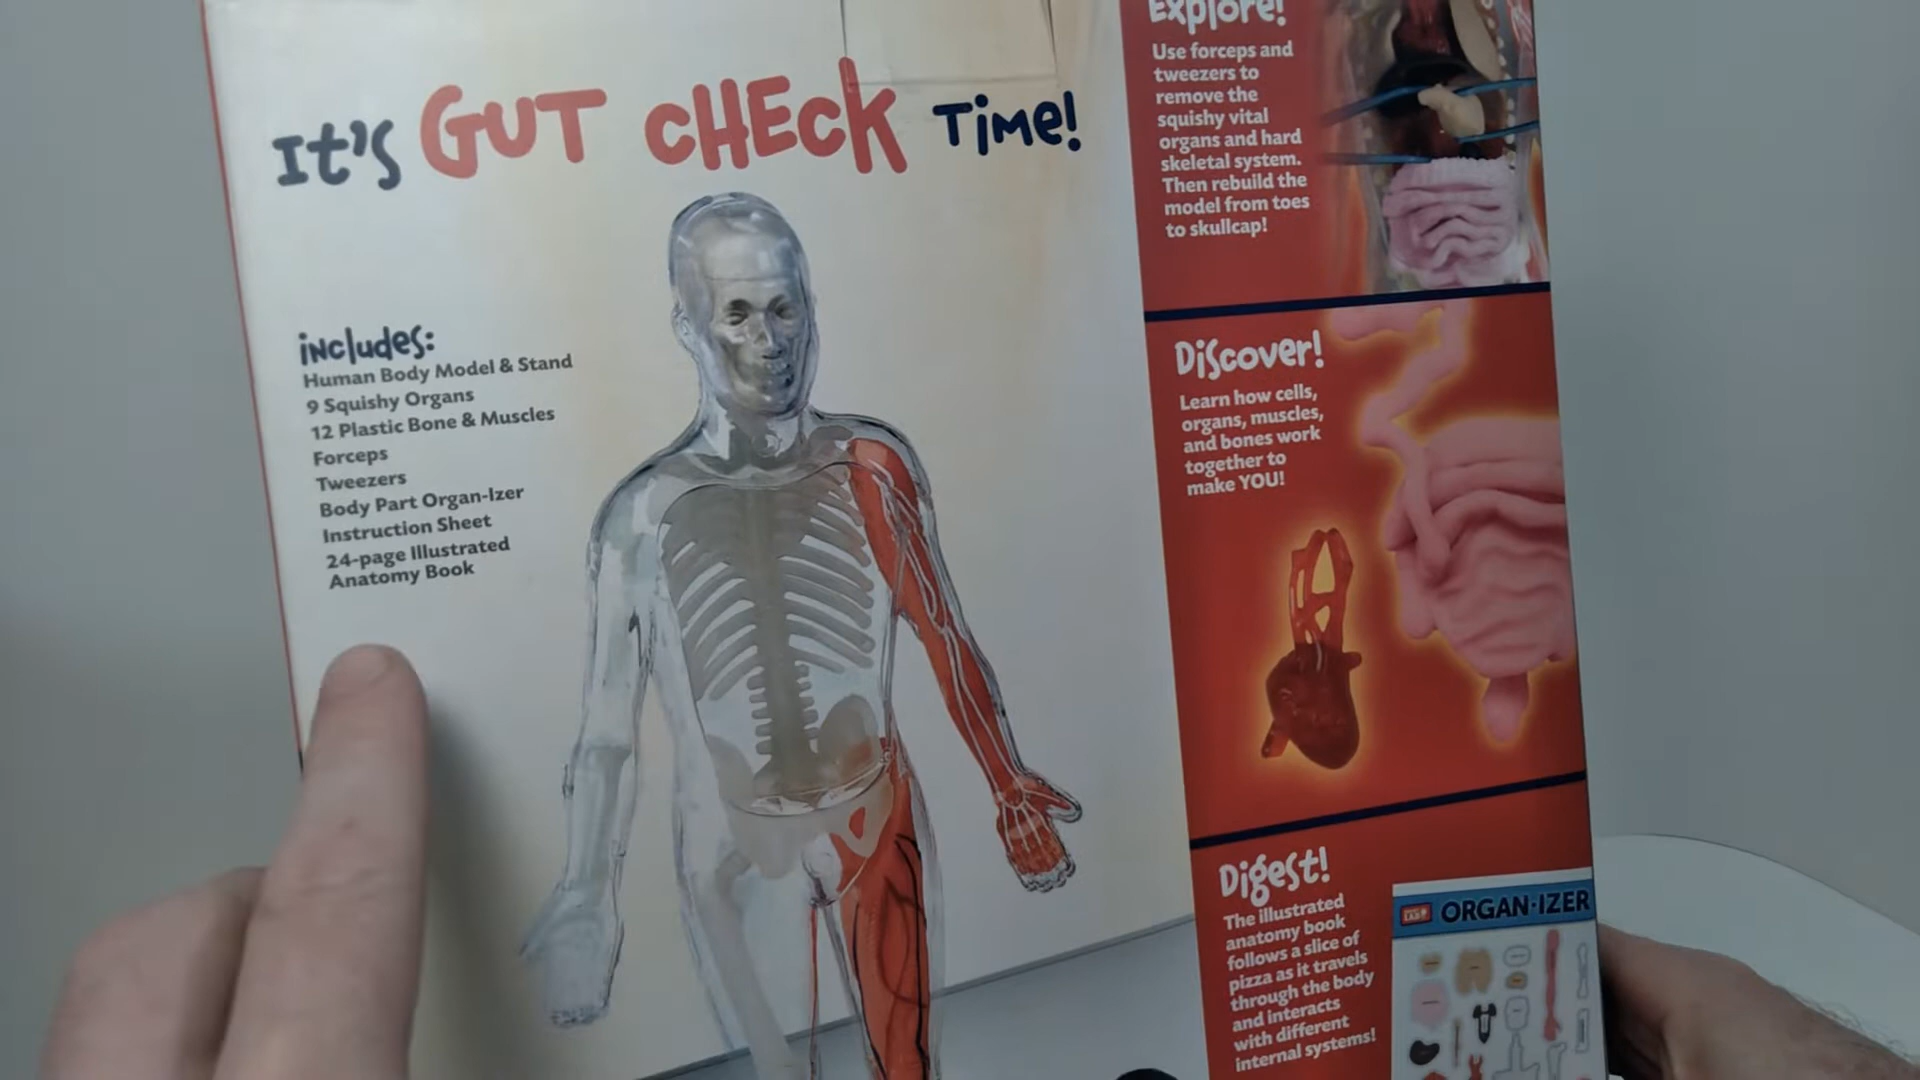 It's GUT CHECK Time!
includes:
Human Body Model & Stand
9 Squishy Organs
12 Plastic Bone & Muscles
Forceps
Tweezers
Body Part Organ-Izer
Instruction Sheet
24-page Illustrated
Anatomy Book
Explore!
Use forceps and
tweezers to
remove the
squishy vital
organs and hard
skeletal system.
Then rebuild the
model from toes
to skullcap!
Discover!
Learn how cells,
organs, muscles,
and bones work
together to
make YOU!
Digest!
The illustrated
anatomy book
follows a slice of
pizza as it travels
through the body
and interacts
with different
internal systems!
ORGAN-IZER